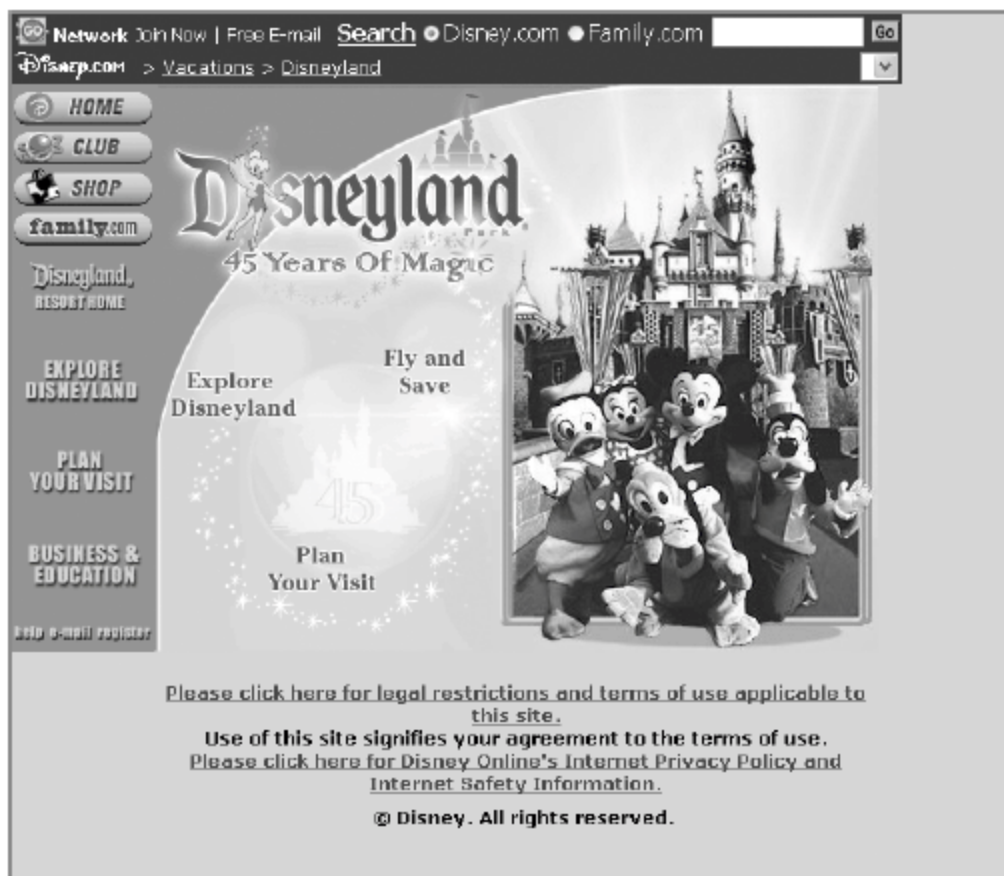 GO Network Join Now | Free E-mail Search Disney.com Family.com Go
Disney.com > Vacations > Disneyland
HOME
CLUB
SHOP
family.com
Disneyland
RESORT HOME
EXPLORE
DISNEYLAND
PLAN
YOUR VISIT
BUSINESS &
EDUCATION
help e-mail register
Disneyland
Park
45 Years Of Magic
Fly and
Save
Explore
Disneyland
45
Plan
Your Visit
45
Please click here for legal restrictions and terms of use applicable to
this site.
Use of this site signifies your agreement to the terms of use.
Please click here for Disney Online's Internet Privacy Policy and
Internet Safety Information.
© Disney. All rights reserved.